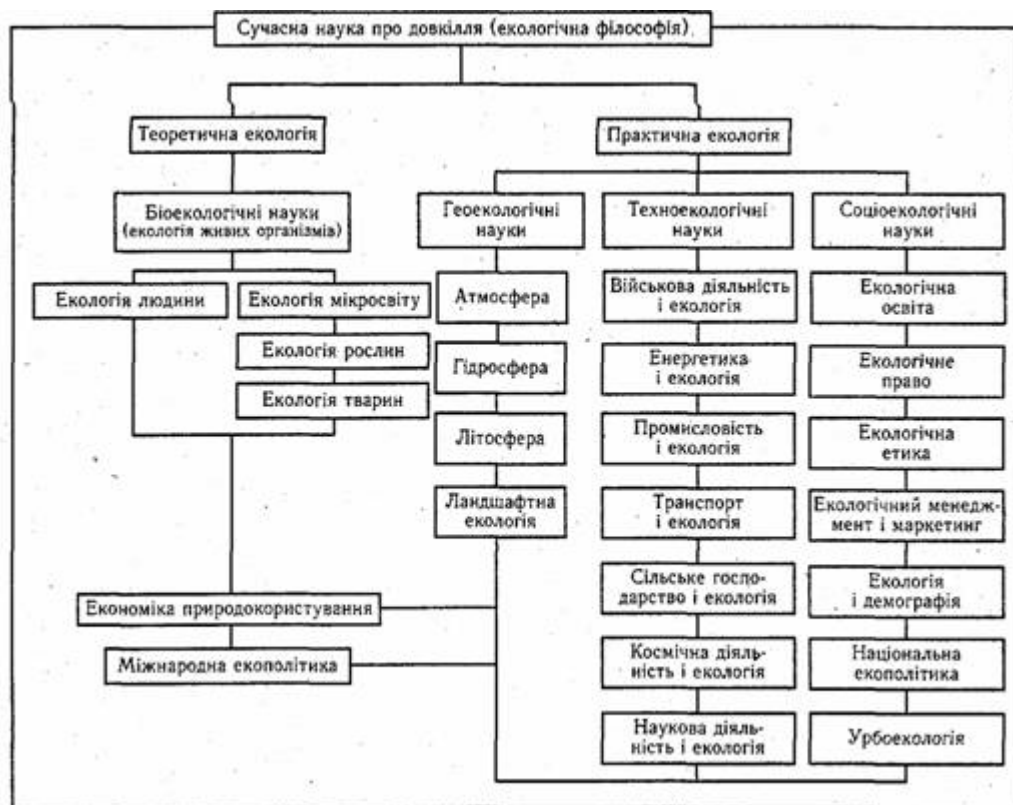 Сучасна наука про довкілля (екологічна філософія).
Теоретична екологія
Практична екологія
Біоекологічні науки
(екологія живих організмів)
Геоекологічні
науки
Техноекологічні
науки
Соціоекологічні
науки
Екологія людини
Екологія мікросвіту
Екологія рослин
Екологія тварин
Атмосфера
Гідросфера
Літосфера
Ландшафтна
екологія
Військова діяльність
і екологія
Енергетика
і екологія
Промисловість
і екологія
Транспорт
і екологія
Сільське госпо-
дарство і екологія
Космічна діяль-
ність і екологія
Наукова діяль-
ність і екологія
Екологічна
освіта
Екологічне
право
Екологічна
етика
Екологічний менедж-
мент і маркетинг
Екологія
і демографія
Національна
екополітика
Урбоекологія
Економіка природокористування
Міжнародна екополітика